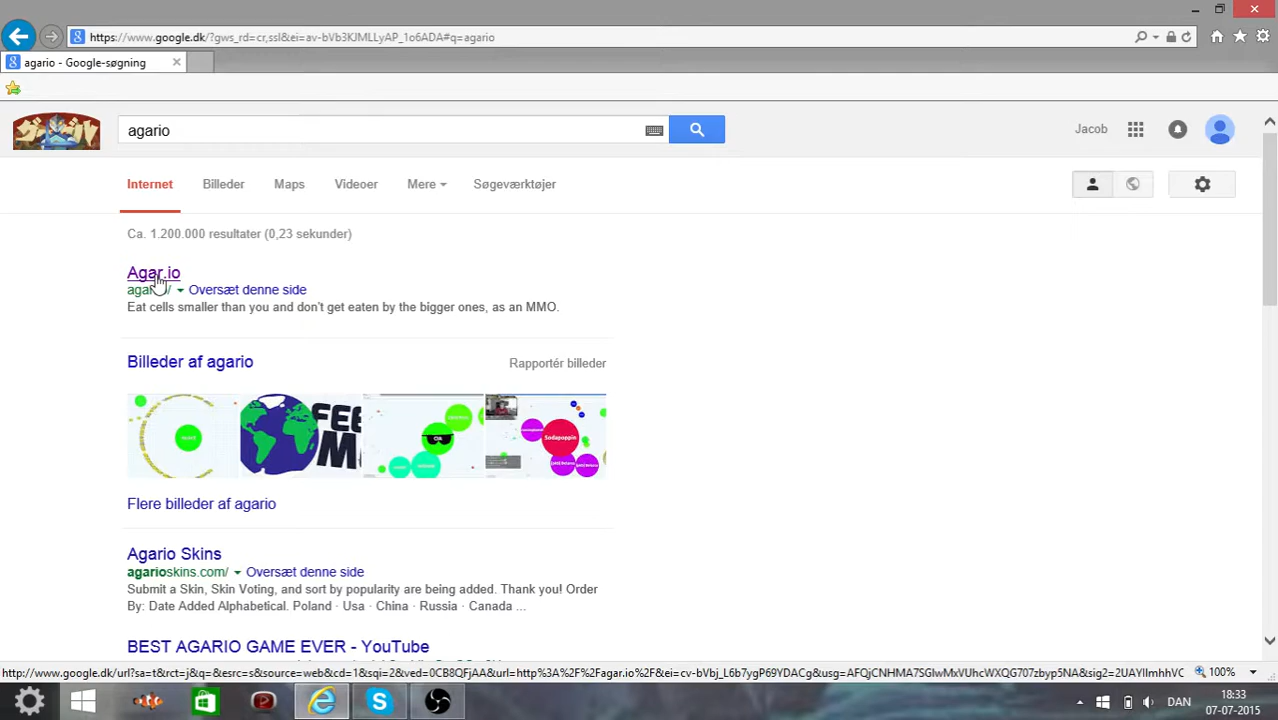 https://www.google.dk/?gws_rd=cr,ssl&ei=av-bVb3KJMLLyAP_1o6ADA#q=agario
agario - Google-søgning
グーグル
agario
Jacob
Internet
Billeder
Maps
Videoer
Mere
Søgeværktøjer
Ca. 1.200.000 resultater (0,23 sekunder)
Agar.io
Oversæt denne side
Eat cells smaller than you and don't get eaten by the bigger ones, as an MMO.
Billeder af agario
Rapportér billeder
Sodapoppin
Flere billeder af agario
Agario Skins
agarioskins.com/ Oversæt denne side
Submit a Skin, Skin Voting, and sort by popularity are being added. Thank you! Order
By: Date Added Alphabetical. Poland · Usa · China · Russia · Canada ...
BEST AGARIO GAME EVER - YouTube
100%
DAN
18:33
07-07-2015